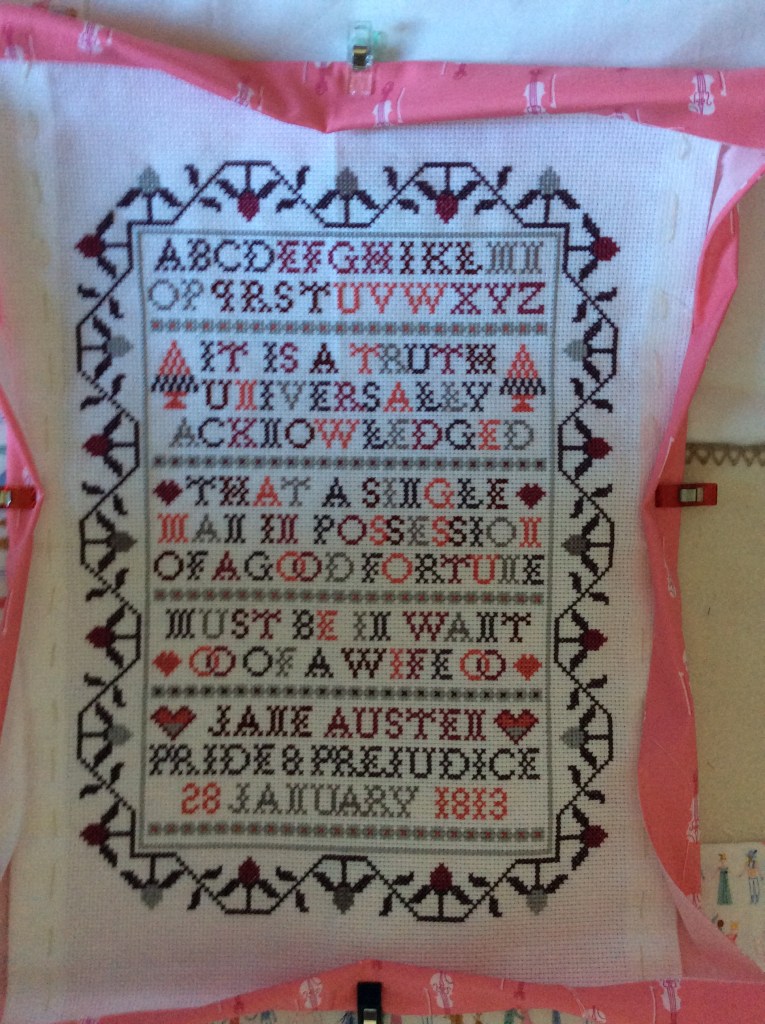 ABCDEFGHIKLMN
OPQRSTUVWXYZ
IT IS A TRUTH
UNIVERSALLY
ACKNOWLEDGED
THAT A SINGLE
MAN IN POSSESSION
OF A GOOD FORTUNE
MUST BE IN WANT
OF A WIFE
JANE AUSTEN
PRIDE & PREJUDICE
28 JANUARY 1813